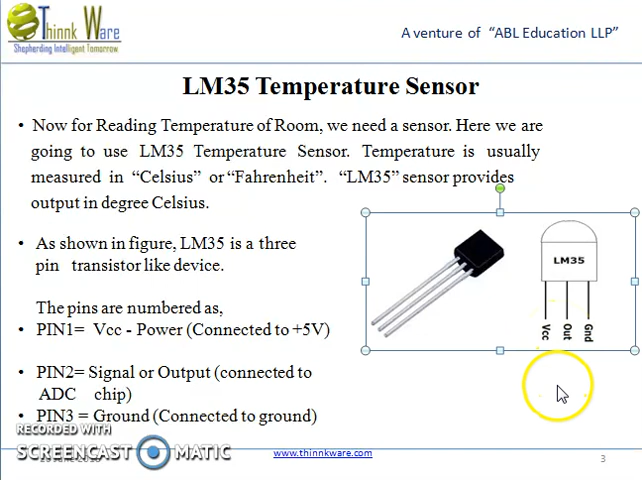 Thinnk Ware
Shepherding Intelligent Tomorrow
A venture of "ABL Education LLP"
LM35 Temperature Sensor
• Now for Reading Temperature of Room, we need a sensor. Here we are
going to use LM35 Temperature Sensor. Temperature is usually
measured in "Celsius" or "Fahrenheit". "LM35" sensor provides
output in degree Celsius.
• As shown in figure, LM35 is a three
pin transistor like device.
The pins are numbered as,
• PIN1= Vcc - Power (Connected to +5V)
• PIN2= Signal or Output (connected to
ADC chip)
• PIN3 = Ground (Connected to ground)
LM35
Vcc
Out
Gnd
RECORDED WITH
SCREENCAST MATIC
www.thinnkware.com
3